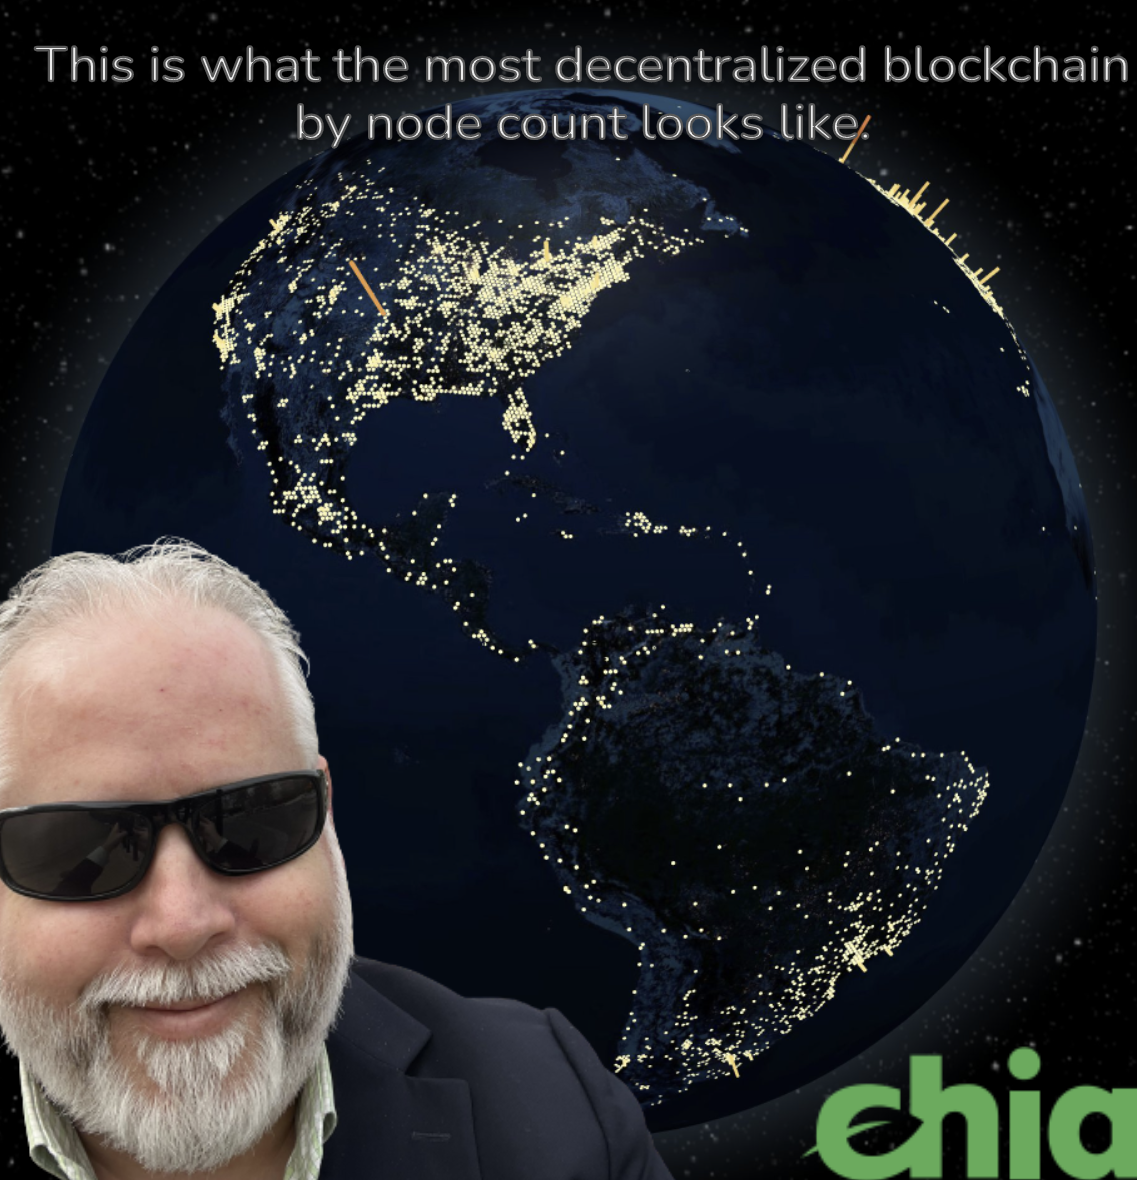 This is what the most decentralized blockchain
by node count looks like.
chia